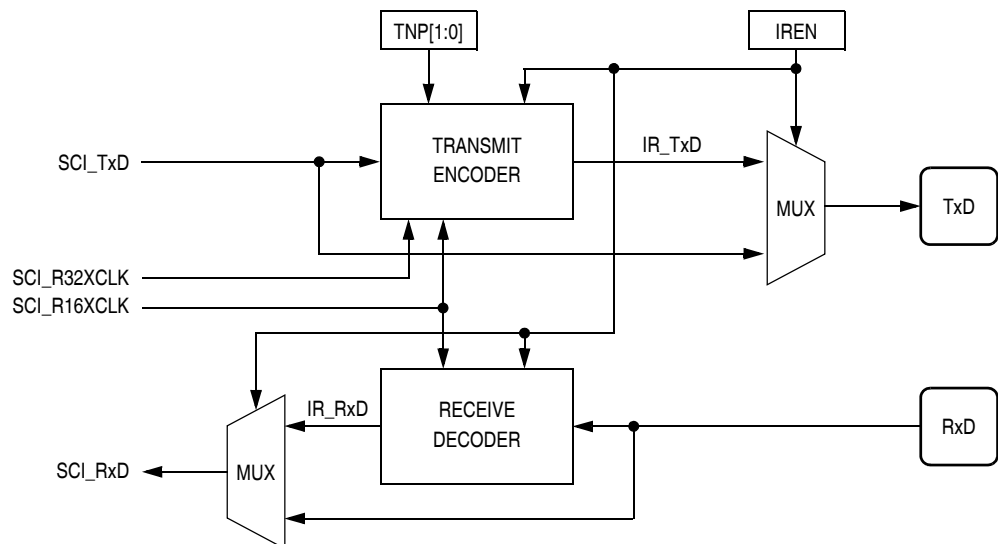 TNP[1:0]
IREN
TRANSMIT
ENCODER
SCI_TxD
IR_TxD
MUX
TxD
SCI_R32XCLK
SCI_R16XCLK
IR_RxD
RECEIVE
DECODER
RxD
SCI_RxD
MUX